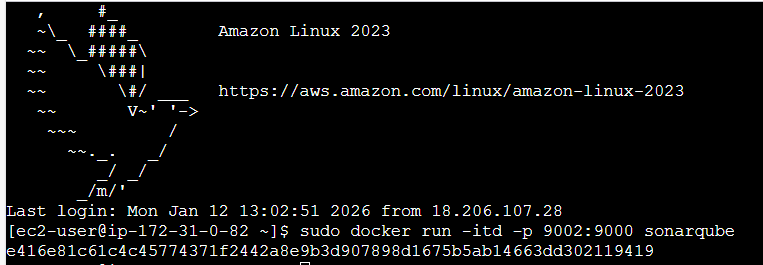 ,     #_
   ~\_  ####_        Amazon Linux 2023
  ~~  \_#####\
  ~~     \###|
  ~~       \#/ ___   https://aws.amazon.com/linux/amazon-linux-2023
   ~~       V~' '->
    ~~~         /
      ~~._.   _/
         _/ _/
       _/m/'
Last login: Mon Jan 12 13:02:51 2026 from 18.206.107.28
[ec2-user@ip-172-31-0-82 ~]$ sudo docker run -itd -p 9002:9000 sonarqube
e416e81c61c4c45774371f2442a8e9b3d907898d1675b5ab14663dd302119419